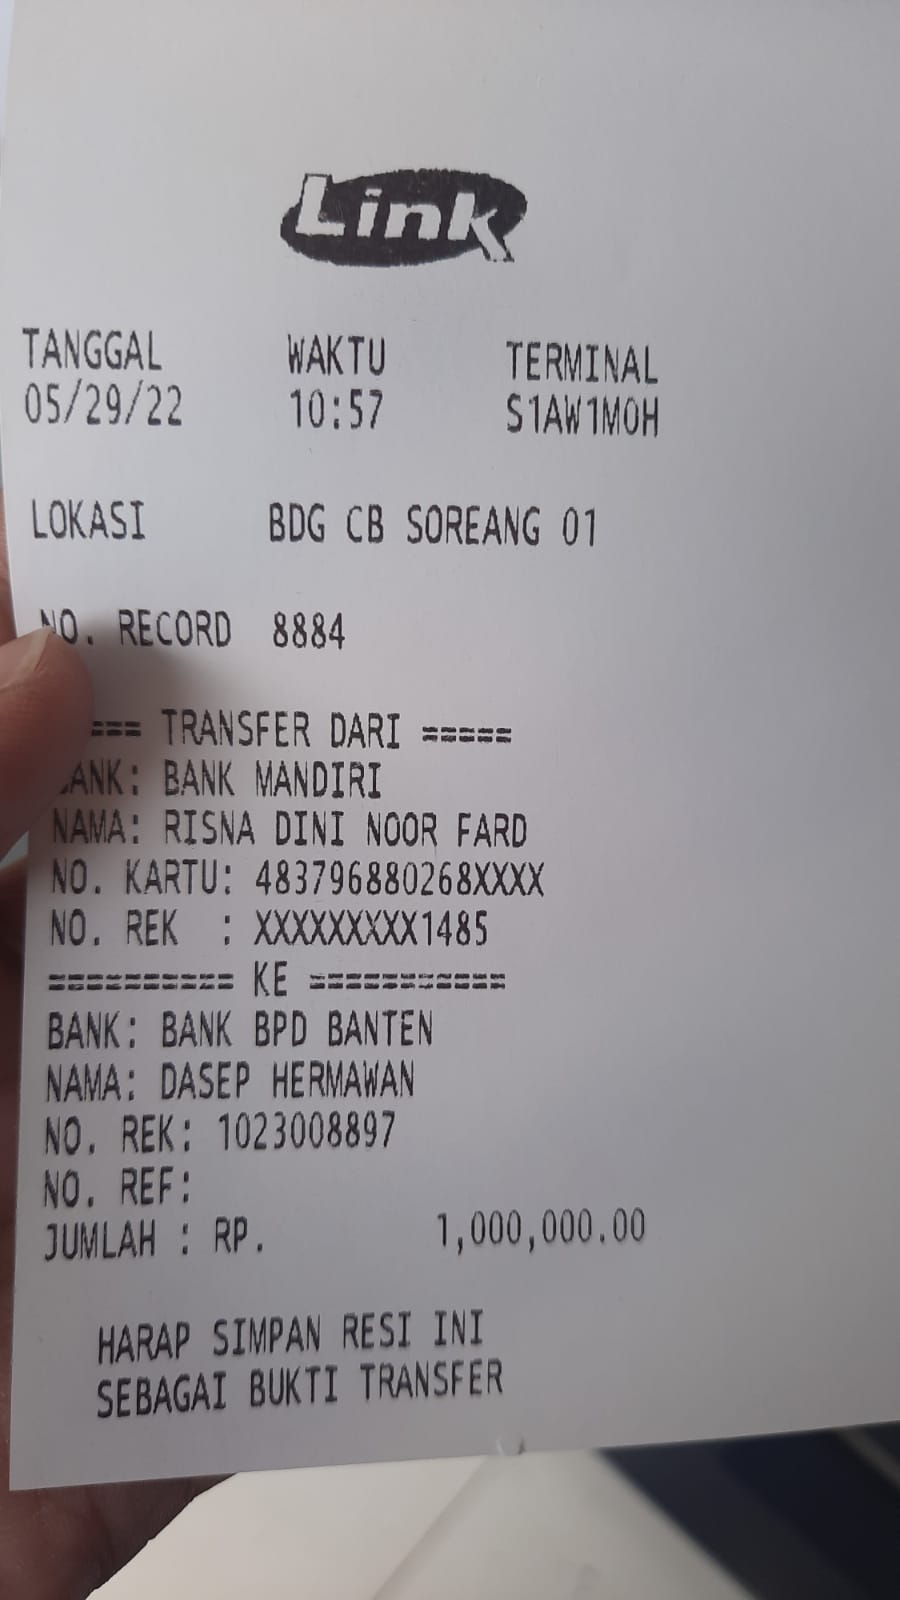 Link
TANGGAL WAKTU TERMINAL
05/29/22 10:57 S1AW1MOH
LOKASI BDG CB SOREANG 01
NO. RECORD 8884
=== TRANSFER DARI =====
BANK: BANK MANDIRI
NAMA: RISNA DINI NOOR FARD
NO. KARTU: 483796880268XXXX
NO. REK : XXXXXXXXX1485
========== KE ===========
BANK: BANK BPD BANTEN
NAMA: DASEP HERMAWAN
NO. REK: 1023008897
NO. REF:
JUMLAH : RP. 1,000,000.00
HARAP SIMPAN RESI INI
SEBAGAI BUKTI TRANSFER